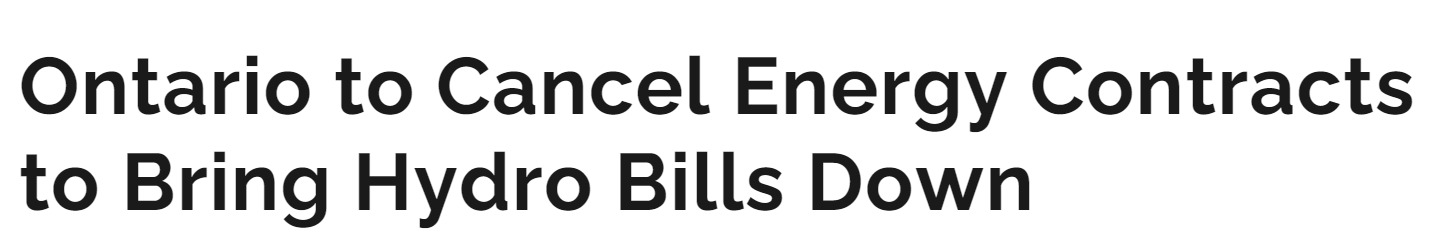 Ontario to Cancel Energy Contracts
to Bring Hydro Bills Down